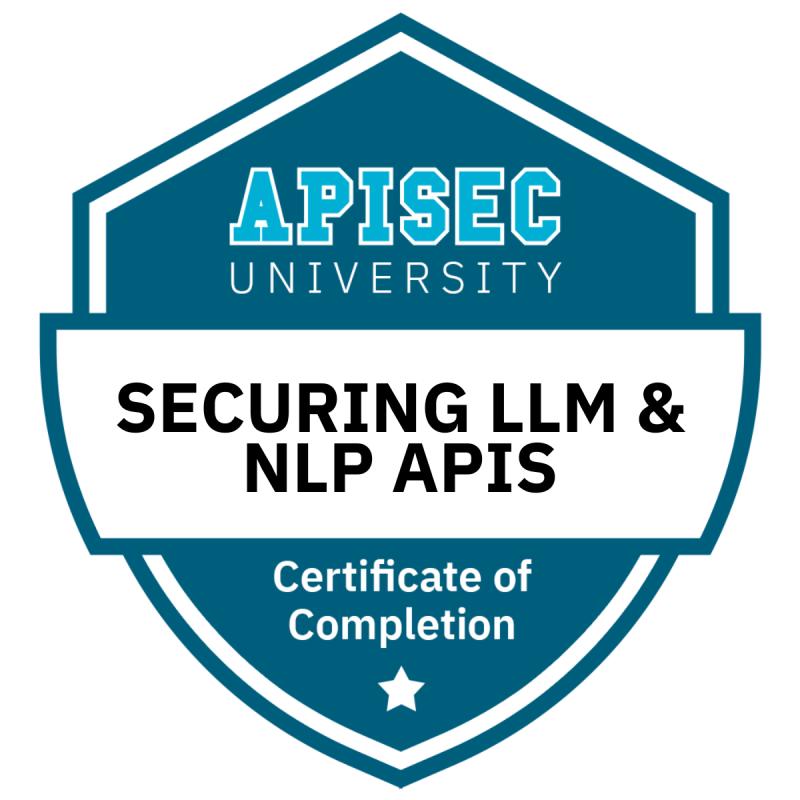 APISEC
UNIVERSITY
SECURING LLM &
NLP APIS
Certificate of
Completion